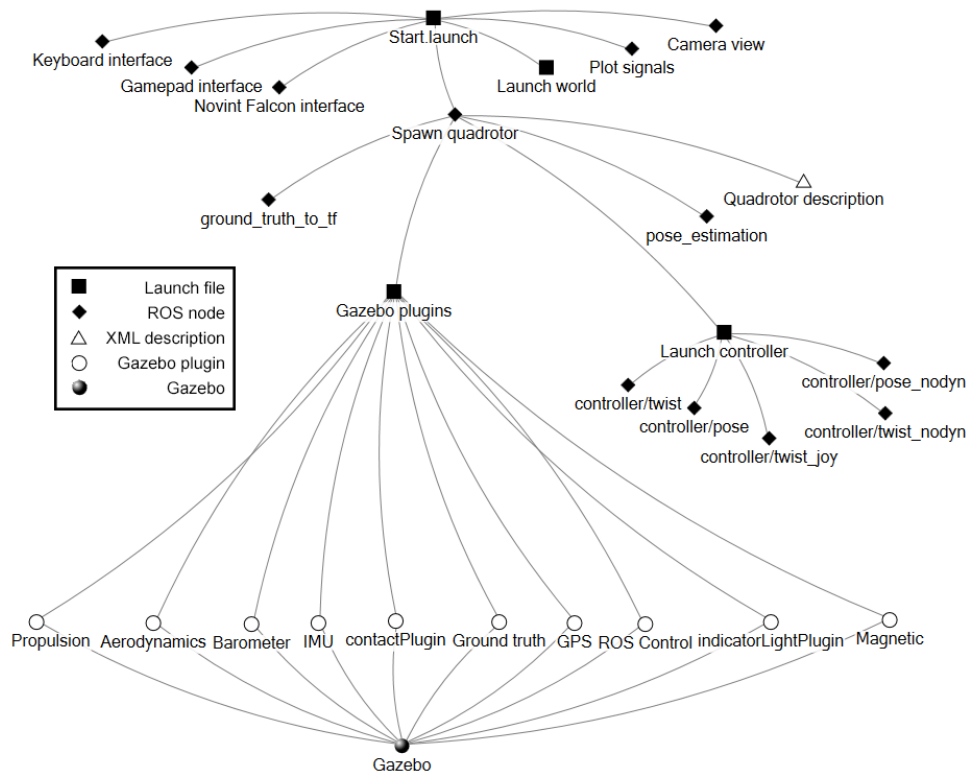 Start.launch
Camera view
Keyboard interface
Plot signals
Gamepad interface
Launch world
Novint Falcon interface
Spawn quadrotor
Quadrotor description
ground_truth_to_tf
pose_estimation
Launch file
ROS node
XML description
Gazebo plugin
Gazebo
Gazebo plugins
Launch controller
controller/pose_nodyn
controller/twist
controller/pose
controller/twist_nodyn
controller/twist_joy
Propulsion
Aerodynamics
Barometer
IMU
contactPlugin
Ground truth
GPS
ROS Control
indicatorLightPlugin
Magnetic
Gazebo